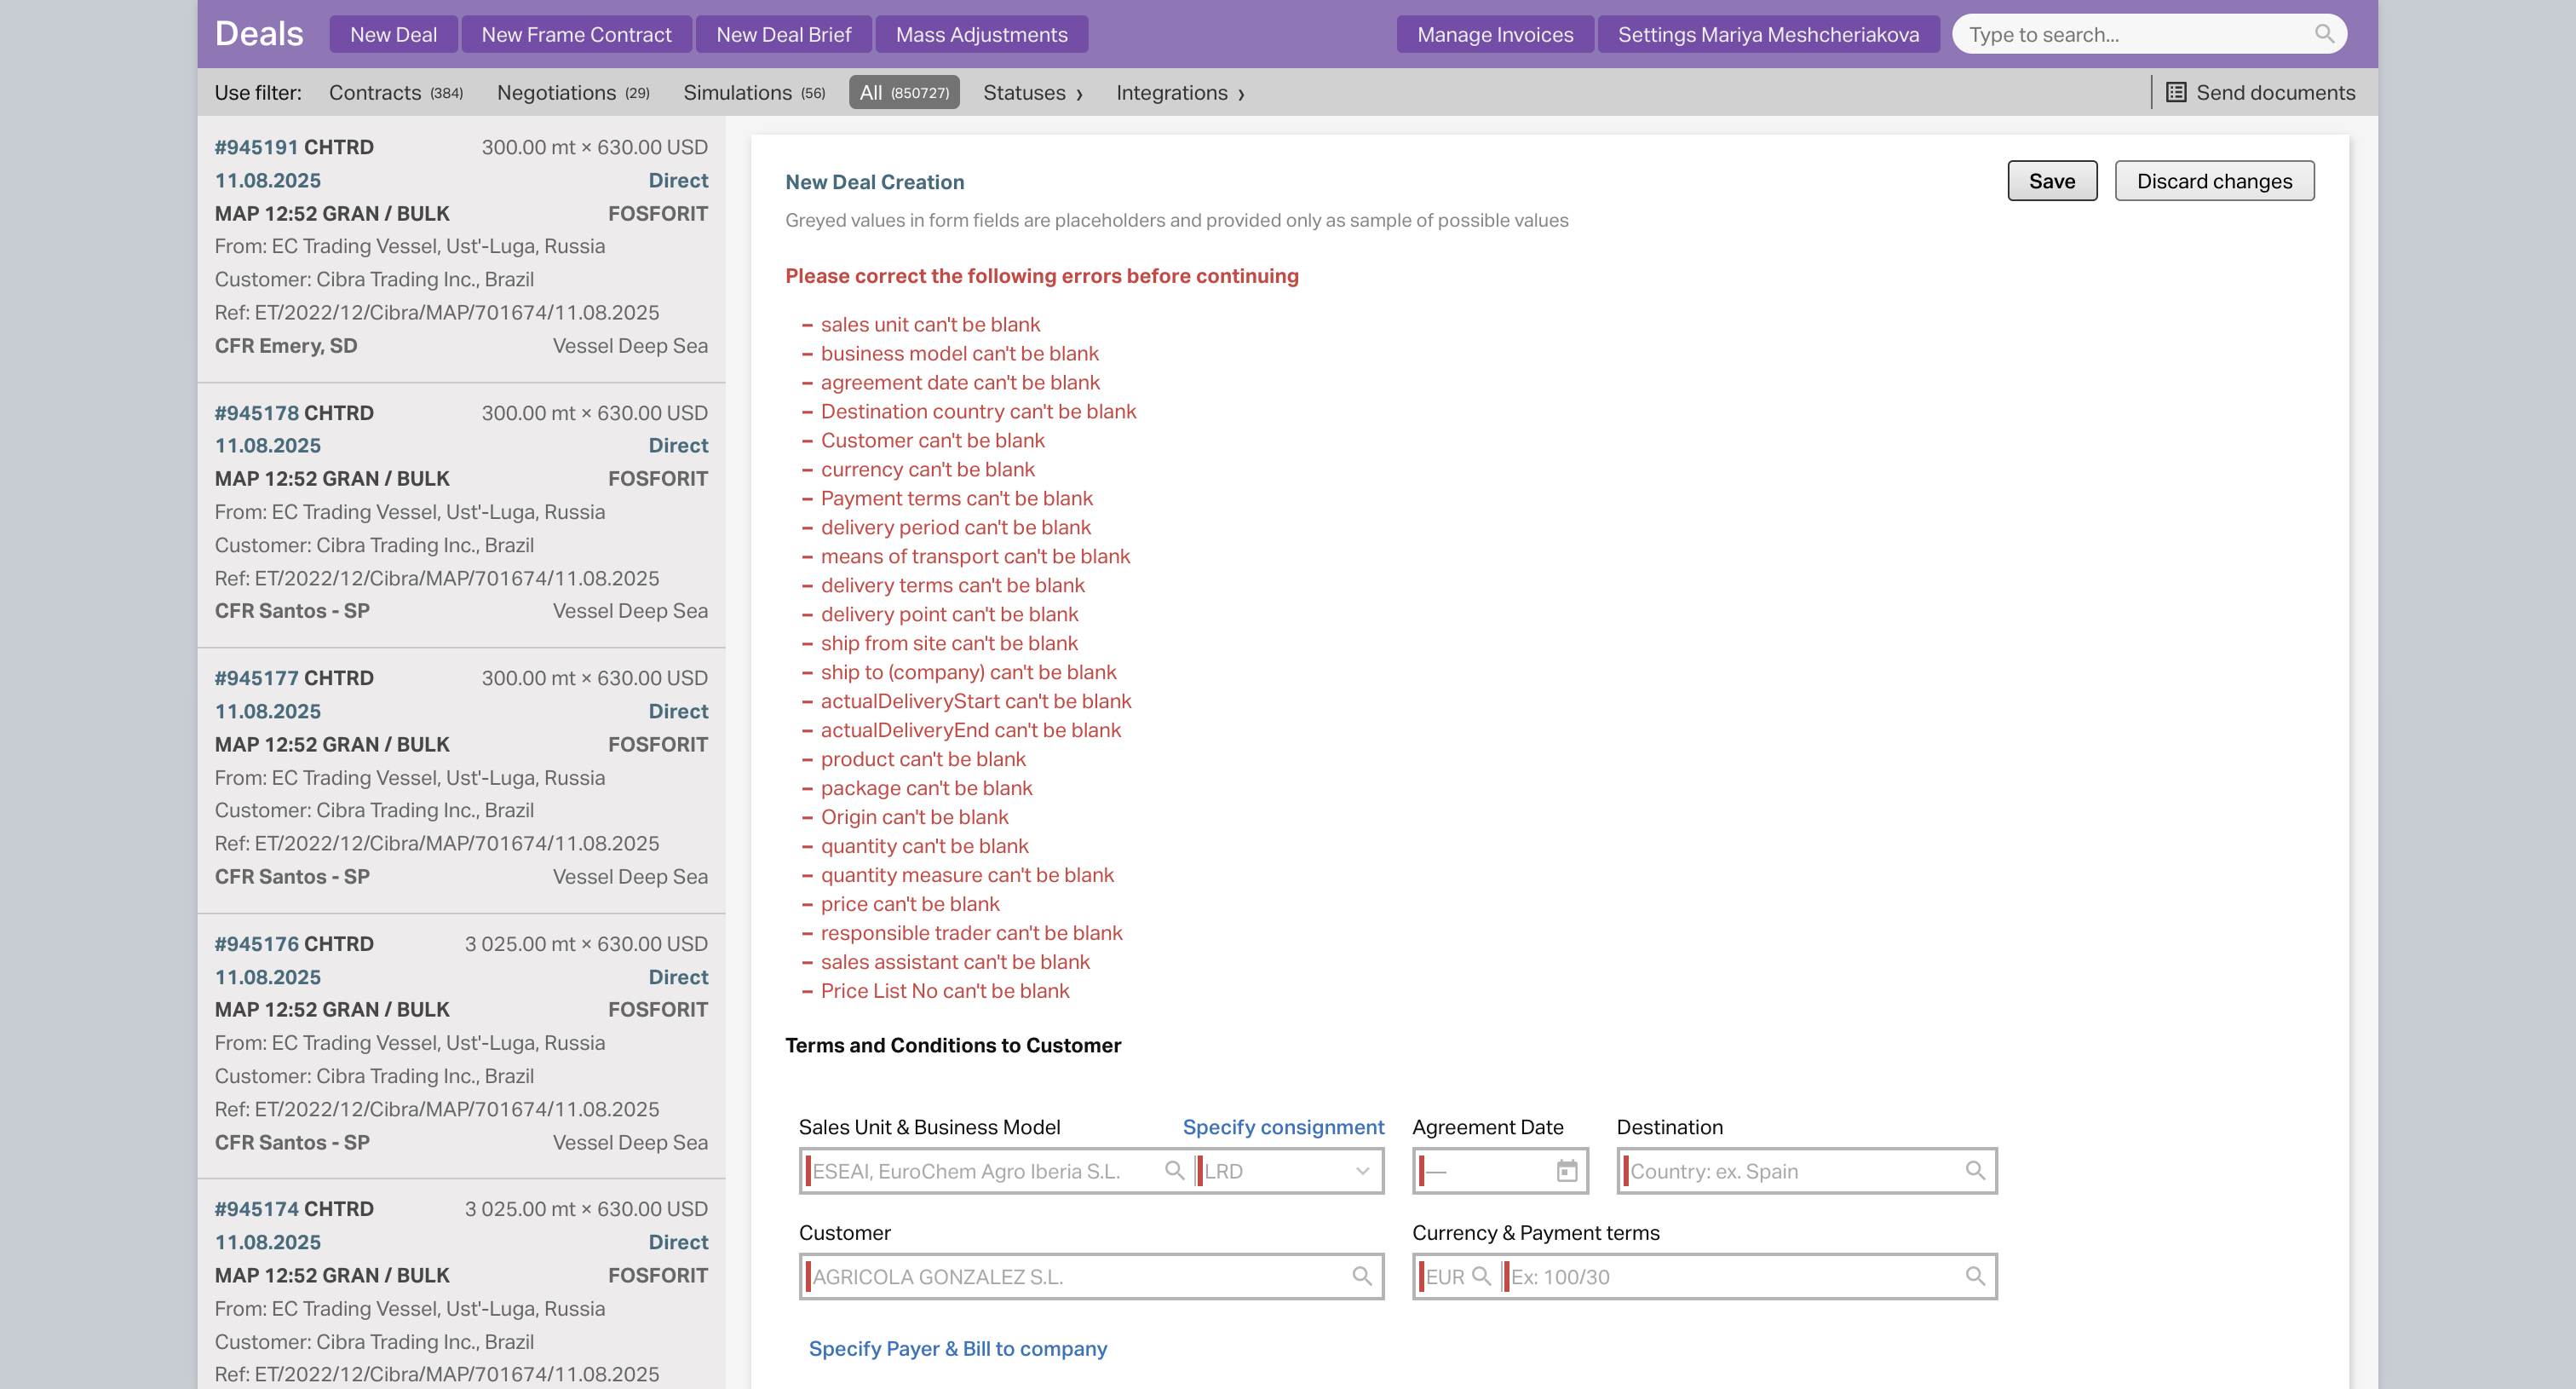 Deals
New Deal
New Frame Contract
New Deal Brief
Mass Adjustments
Manage Invoices
Settings Mariya Meshcheriakova
Type to search...
Use filter:
Contracts (384)
Negotiations (29)
Simulations (56)
All (850727)
Statuses ›
Integrations ›
Send documents
#945191 CHTRD 300.00 mt × 630.00 USD
11.08.2025 Direct
MAP 12:52 GRAN / BULK FOSFORIT
From: EC Trading Vessel, Ust'-Luga, Russia
Customer: Cibra Trading Inc., Brazil
Ref: ET/2022/12/Cibra/MAP/701674/11.08.2025
CFR Emery, SD Vessel Deep Sea
#945178 CHTRD 300.00 mt × 630.00 USD
11.08.2025 Direct
MAP 12:52 GRAN / BULK FOSFORIT
From: EC Trading Vessel, Ust'-Luga, Russia
Customer: Cibra Trading Inc., Brazil
Ref: ET/2022/12/Cibra/MAP/701674/11.08.2025
CFR Santos - SP Vessel Deep Sea
#945177 CHTRD 300.00 mt × 630.00 USD
11.08.2025 Direct
MAP 12:52 GRAN / BULK FOSFORIT
From: EC Trading Vessel, Ust'-Luga, Russia
Customer: Cibra Trading Inc., Brazil
Ref: ET/2022/12/Cibra/MAP/701674/11.08.2025
CFR Santos - SP Vessel Deep Sea
#945176 CHTRD 3 025.00 mt × 630.00 USD
11.08.2025 Direct
MAP 12:52 GRAN / BULK FOSFORIT
From: EC Trading Vessel, Ust'-Luga, Russia
Customer: Cibra Trading Inc., Brazil
Ref: ET/2022/12/Cibra/MAP/701674/11.08.2025
CFR Santos - SP Vessel Deep Sea
#945174 CHTRD 3 025.00 mt × 630.00 USD
11.08.2025 Direct
MAP 12:52 GRAN / BULK FOSFORIT
From: EC Trading Vessel, Ust'-Luga, Russia
Customer: Cibra Trading Inc., Brazil
Ref: ET/2022/12/Cibra/MAP/701674/11.08.2025
New Deal Creation
Save
Discard changes
Greyed values in form fields are placeholders and provided only as sample of possible values
Please correct the following errors before continuing
– sales unit can't be blank
– business model can't be blank
– agreement date can't be blank
– Destination country can't be blank
– Customer can't be blank
– currency can't be blank
– Payment terms can't be blank
– delivery period can't be blank
– means of transport can't be blank
– delivery terms can't be blank
– delivery point can't be blank
– ship from site can't be blank
– ship to (company) can't be blank
– actualDeliveryStart can't be blank
– actualDeliveryEnd can't be blank
– product can't be blank
– package can't be blank
– Origin can't be blank
– quantity can't be blank
– quantity measure can't be blank
– price can't be blank
– responsible trader can't be blank
– sales assistant can't be blank
– Price List No can't be blank
Terms and Conditions to Customer
Sales Unit & Business Model
Specify consignment
Agreement Date
Destination
ESEAI, EuroChem Agro Iberia S.L.
LRD
—
Country: ex. Spain
Customer
Currency & Payment terms
AGRICOLA GONZALEZ S.L.
EUR
Ex: 100/30
Specify Payer & Bill to company